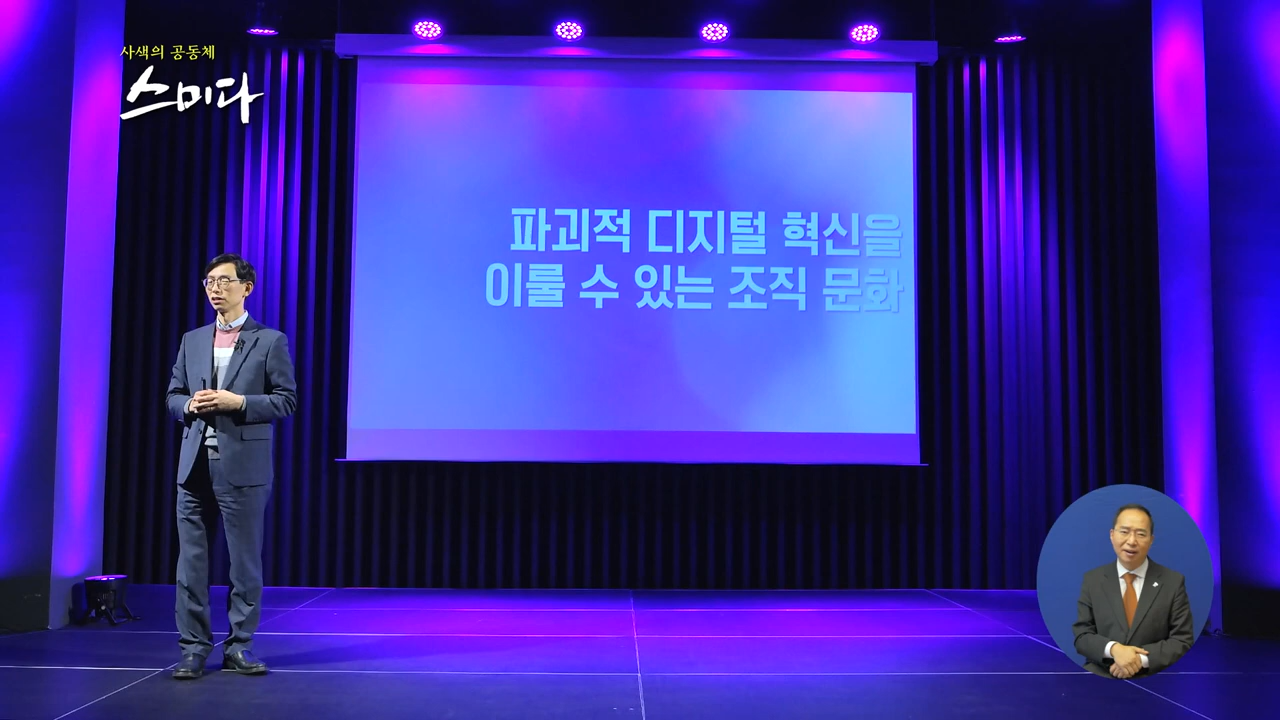 사색의 공동체
스미다
파괴적 디지털 혁신을
이룰 수 있는 조직 문화